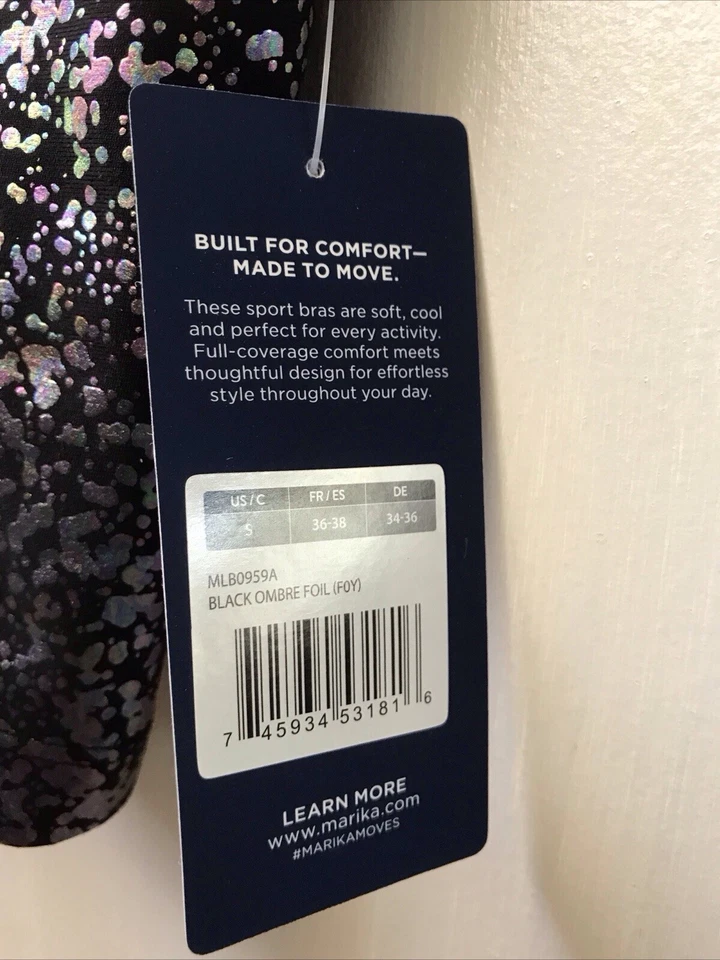 BUILT FOR COMFORT—
MADE TO MOVE.
These sport bras are soft, cool
and perfect for every activity.
Full-coverage comfort meets
thoughtful design for effortless
style throughout your day.
US / C FR / ES DE
S 36-38 34-36
MLB0959A
BLACK OMBRE FOIL (F0Y)
7 45934 53181 6
LEARN MORE
www.marika.com
#MARIKAMOVES